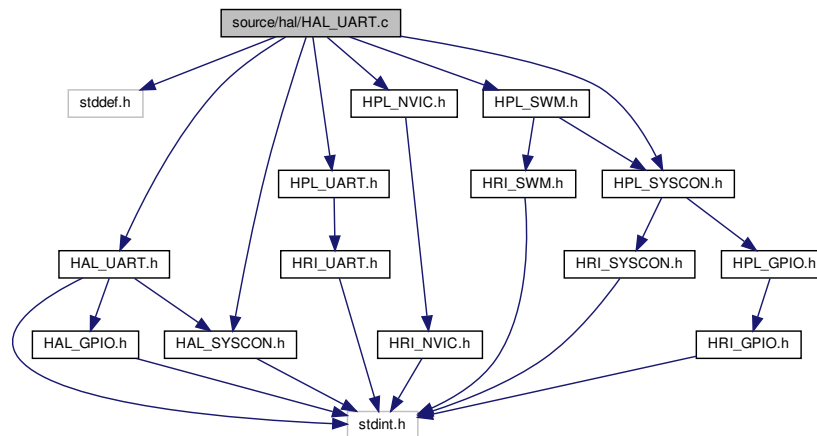 source/hal/HAL_UART.c
stddef.h
HPL_NVIC.h
HPL_SWM.h
HPL_UART.h
HRI_SWM.h
HPL_SYSCON.h
HAL_UART.h
HRI_UART.h
HRI_SYSCON.h
HPL_GPIO.h
HAL_GPIO.h
HAL_SYSCON.h
HRI_NVIC.h
HRI_GPIO.h
stdint.h